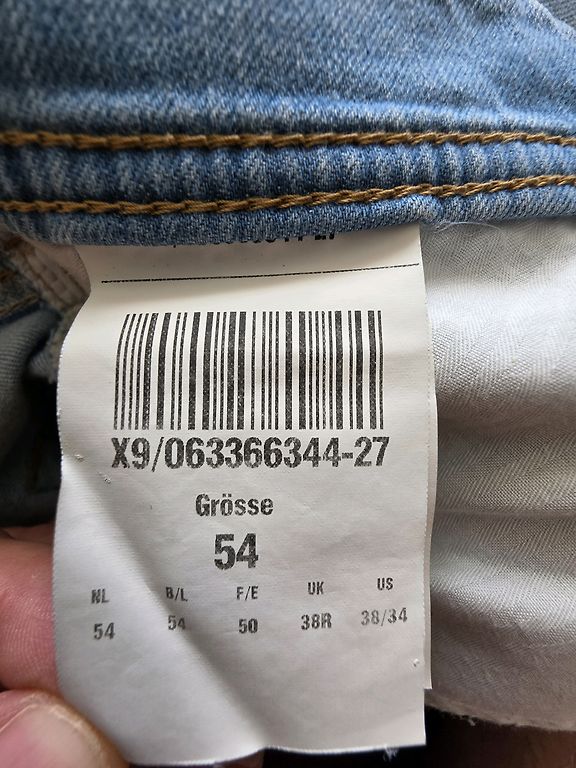 X9/063366344-27
Grösse
54
NL B/L F/E UK US
54 54 50 38R 38/34